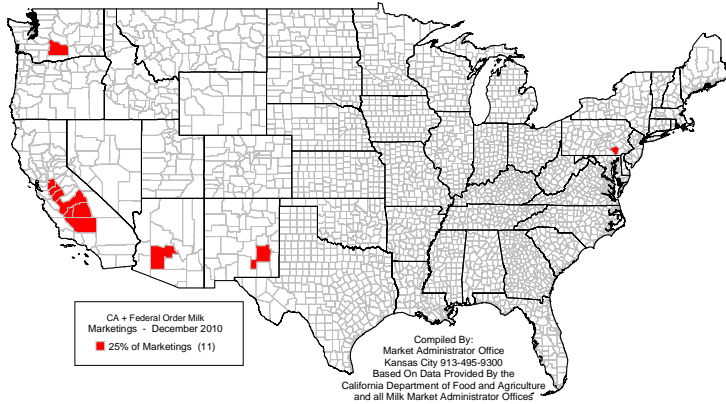 CA + Federal Order Milk
Marketings - December 2010
25% of Marketings (11)
Compiled By:
Market Administrator Office
Kansas City 913-495-9300
Based On Data Provided By the
California Department of Food and Agriculture
and all Milk Market Administrator Offices